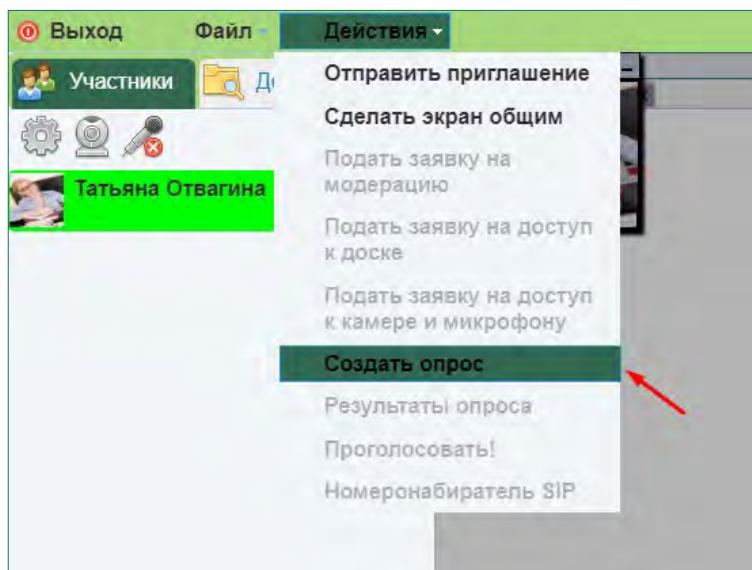 Выход Файл Действия
Участники
Татьяна Отвагина
Отправить приглашение
Сделать экран общим
Подать заявку на
модерацию
Подать заявку на доступ
к доске
Подать заявку на доступ
к камере и микрофону
Создать опрос
Результаты опроса
Проголосовать!
Номеронабиратель SIP